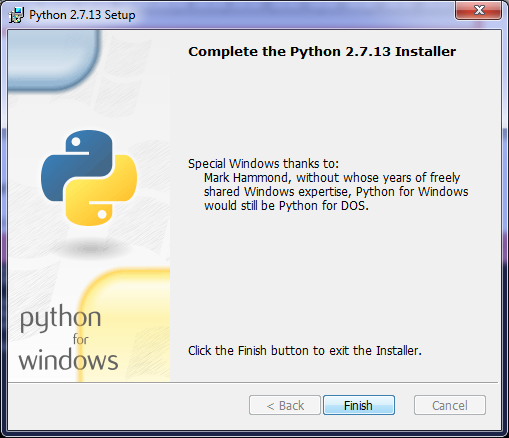 Python 2.7.13 Setup
Complete the Python 2.7.13 Installer
Special Windows thanks to:
Mark Hammond, without whose years of freely
shared Windows expertise, Python for Windows
would still be Python for DOS.
python
for
windows
Click the Finish button to exit the Installer.
< Back
Finish
Cancel